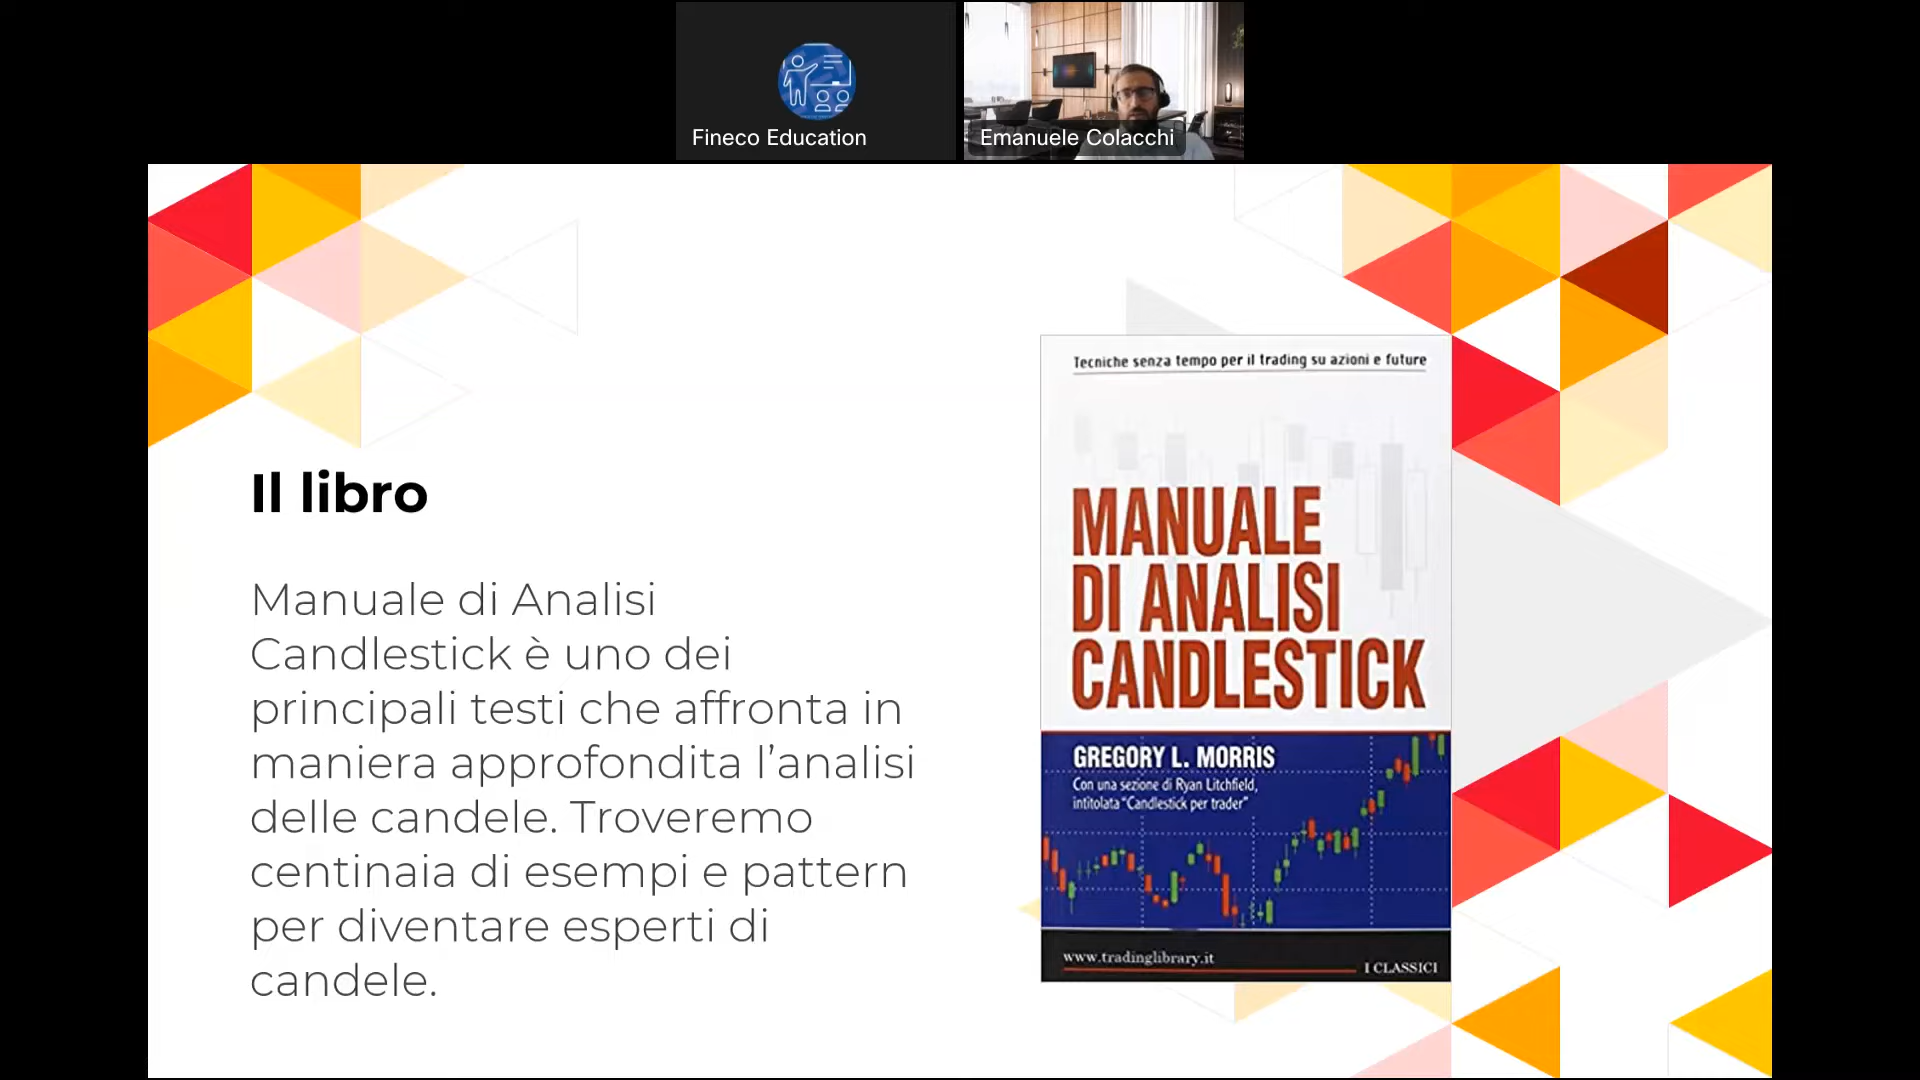 Fineco Education
Emanuele Colacchi
Il libro
Manuale di Analisi
Candlestick è uno dei
principali testi che affronta in
maniera approfondita l’analisi
delle candele. Troveremo
centinaia di esempi e pattern
per diventare esperti di
candele.
Tecniche senza tempo per il trading su azioni e future
MANUALE
DI ANALISI
CANDLESTICK
GREGORY L. MORRIS
Con una sezione di Ryan Litchfield,
intitolata “Candlestick per trader”
www.tradinglibrary.it
I CLASSICI